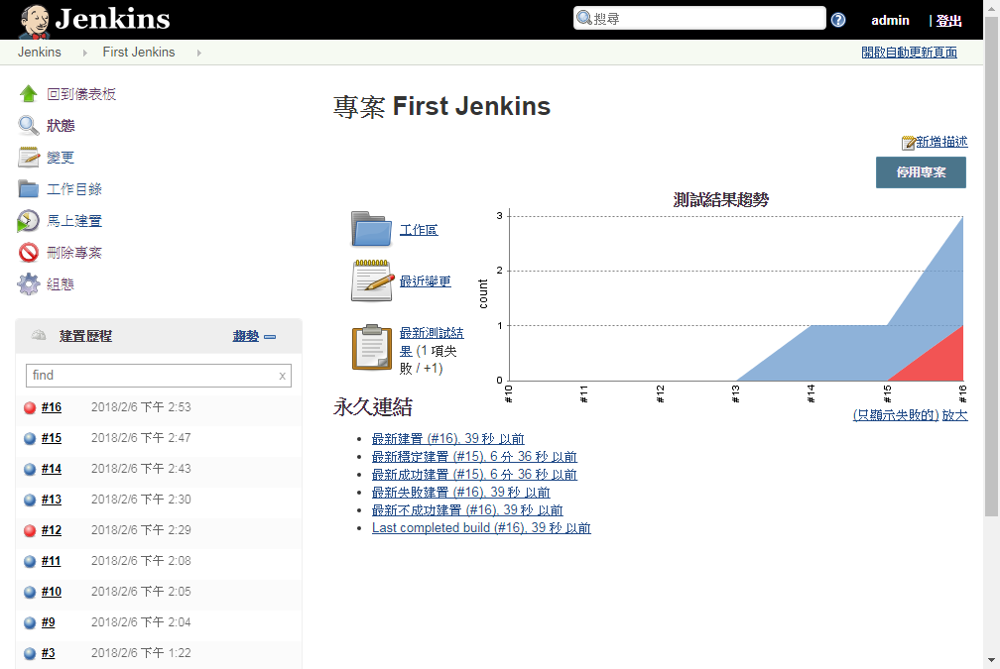 Jenkins
搜尋
admin | 登出
Jenkins First Jenkins
開啟自動更新頁面
回到儀表板
狀態
變更
工作目錄
馬上建置
刪除專案
組態
建置歷程 趨勢
find x
#16 2018/2/6 下午 2:53
#15 2018/2/6 下午 2:47
#14 2018/2/6 下午 2:43
#13 2018/2/6 下午 2:30
#12 2018/2/6 下午 2:29
#11 2018/2/6 下午 2:08
#10 2018/2/6 下午 2:05
#9 2018/2/6 下午 2:04
#3 2018/2/6 下午 1:22
專案 First Jenkins
新增描述
停用專案
工作區
最近變更
最新測試結
果 (1 項失
敗 / +1)
測試結果趨勢
3
2
1
0
count
#10 #11 #12 #13 #14 #15 #16
(只顯示失敗的) 放大
永久連結
最新建置 (#16), 39 秒 以前
最新穩定建置 (#15), 6 分 36 秒 以前
最新成功建置 (#15), 6 分 36 秒 以前
最新失敗建置 (#16), 39 秒 以前
最新不成功建置 (#16), 39 秒 以前
Last completed build (#16), 39 秒 以前